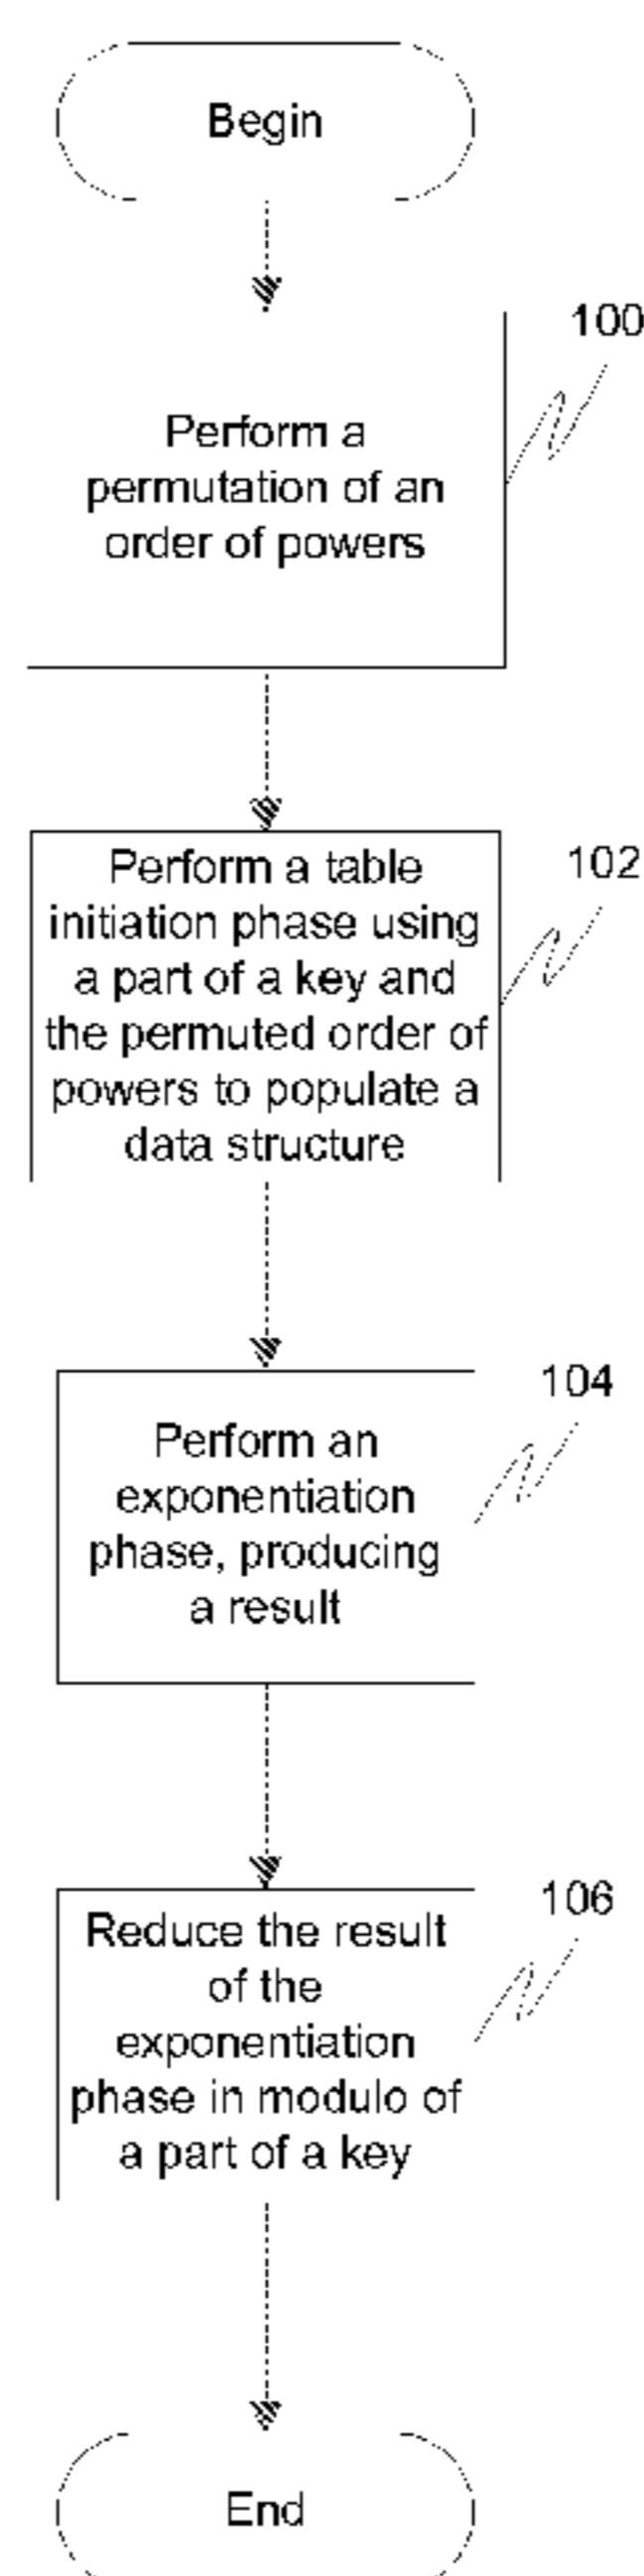 Begin
100
Perform a
permutation of an
order of powers
102
Perform a table
initiation phase using
a part of a key and
the permuted order of
powers to populate a
data structure
104
Perform an
exponentiation
phase, producing
a result
106
Reduce the result
of the
exponentiation
phase in modulo of
a part of a key
End